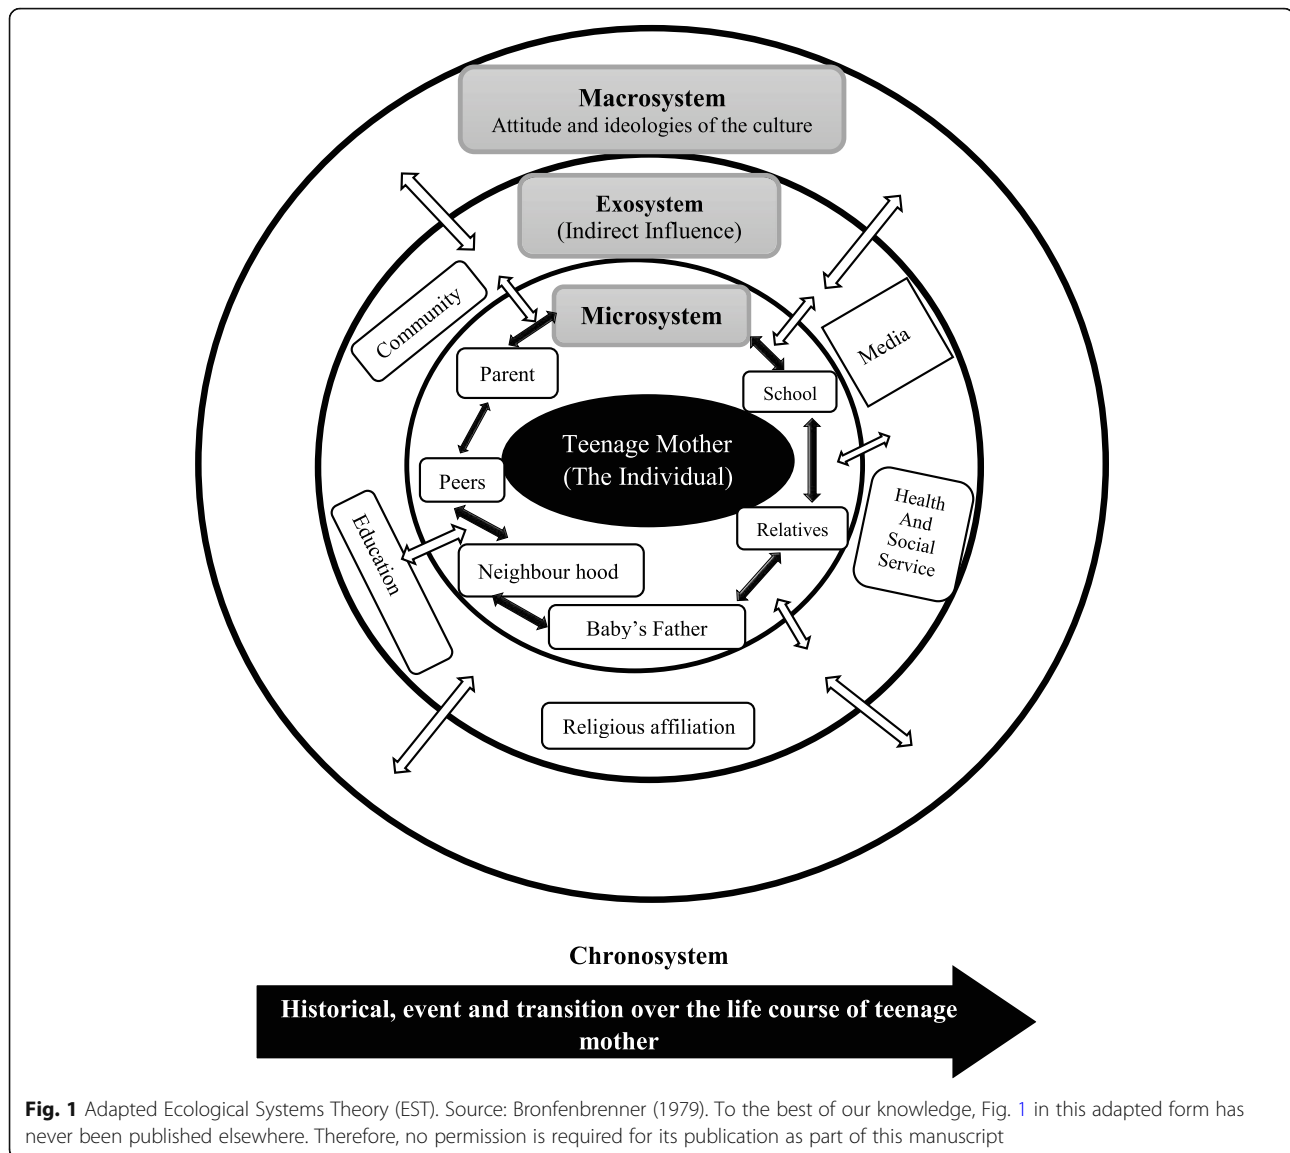 Macrosystem
Attitude and ideologies of the culture
Exosystem
(Indirect Influence)
Microsystem
Community
Media
Parent
School
Teenage Mother
(The Individual)
Peers
Health
And
Social
Service
Education
Relatives
Neighbour hood
Baby’s Father
Religious affiliation
Chronosystem
Historical, event and transition over the life course of teenage
mother
Fig. 1 Adapted Ecological Systems Theory (EST). Source: Bronfenbrenner (1979). To the best of our knowledge, Fig. 1 in this adapted form has
never been published elsewhere. Therefore, no permission is required for its publication as part of this manuscript